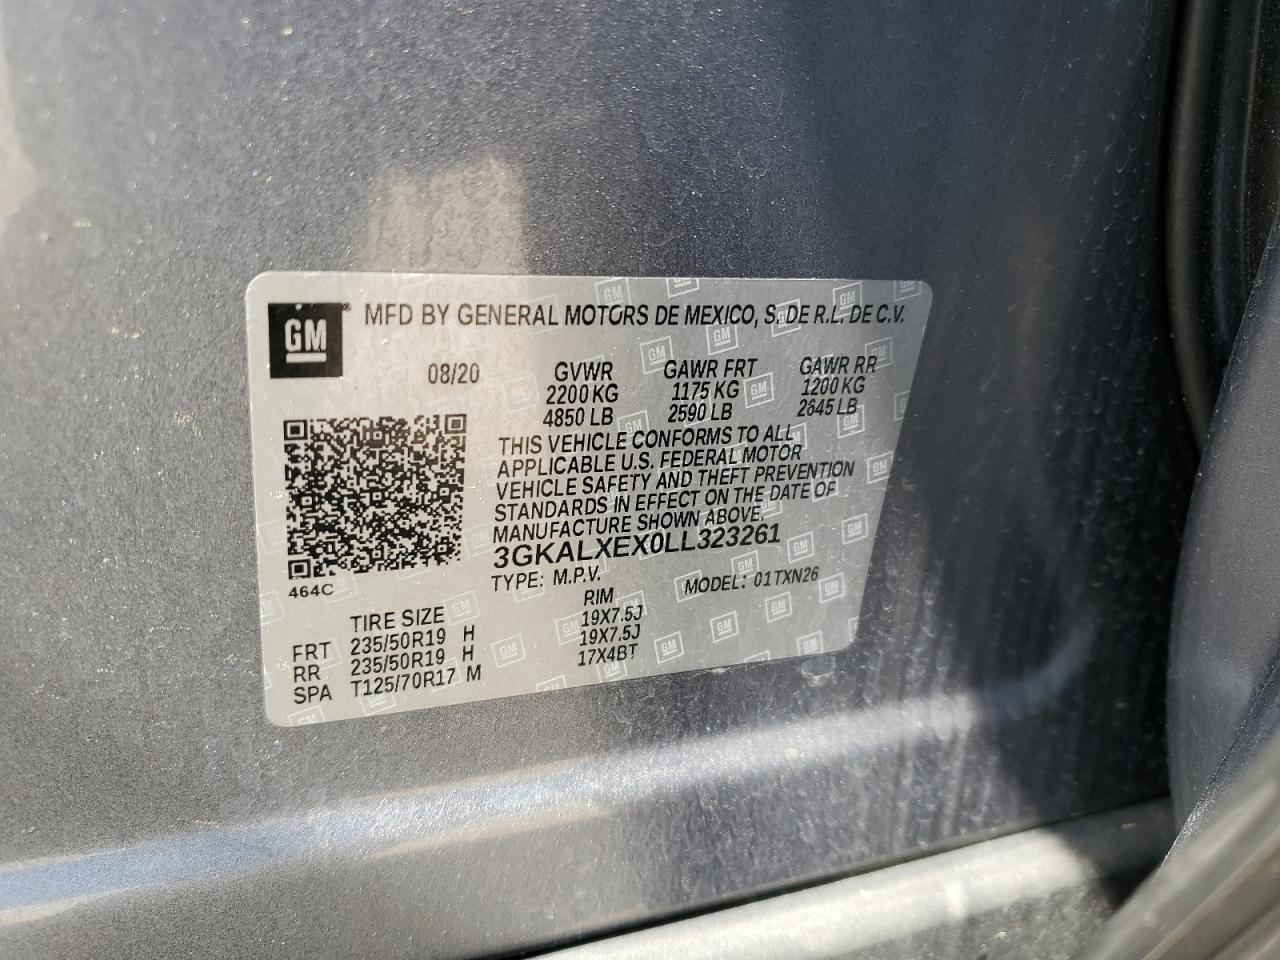 GM
MFD BY GENERAL MOTORS DE MEXICO, S. DE R.L. DE C.V.
08/20 GVWR GAWR FRT GAWR RR
2200 KG 1175 KG 1200 KG
4850 LB 2590 LB 2645 LB
THIS VEHICLE CONFORMS TO ALL
APPLICABLE U.S. FEDERAL MOTOR
VEHICLE SAFETY AND THEFT PREVENTION
STANDARDS IN EFFECT ON THE DATE OF
MANUFACTURE SHOWN ABOVE.
3GKALXEX0LL323261
464C
TYPE: M.P.V. MODEL: 01TXN26
TIRE SIZE RIM
FRT 235/50R19 H 19X7.5J
RR 235/50R19 H 19X7.5J
SPA T125/70R17 M 17X4BT